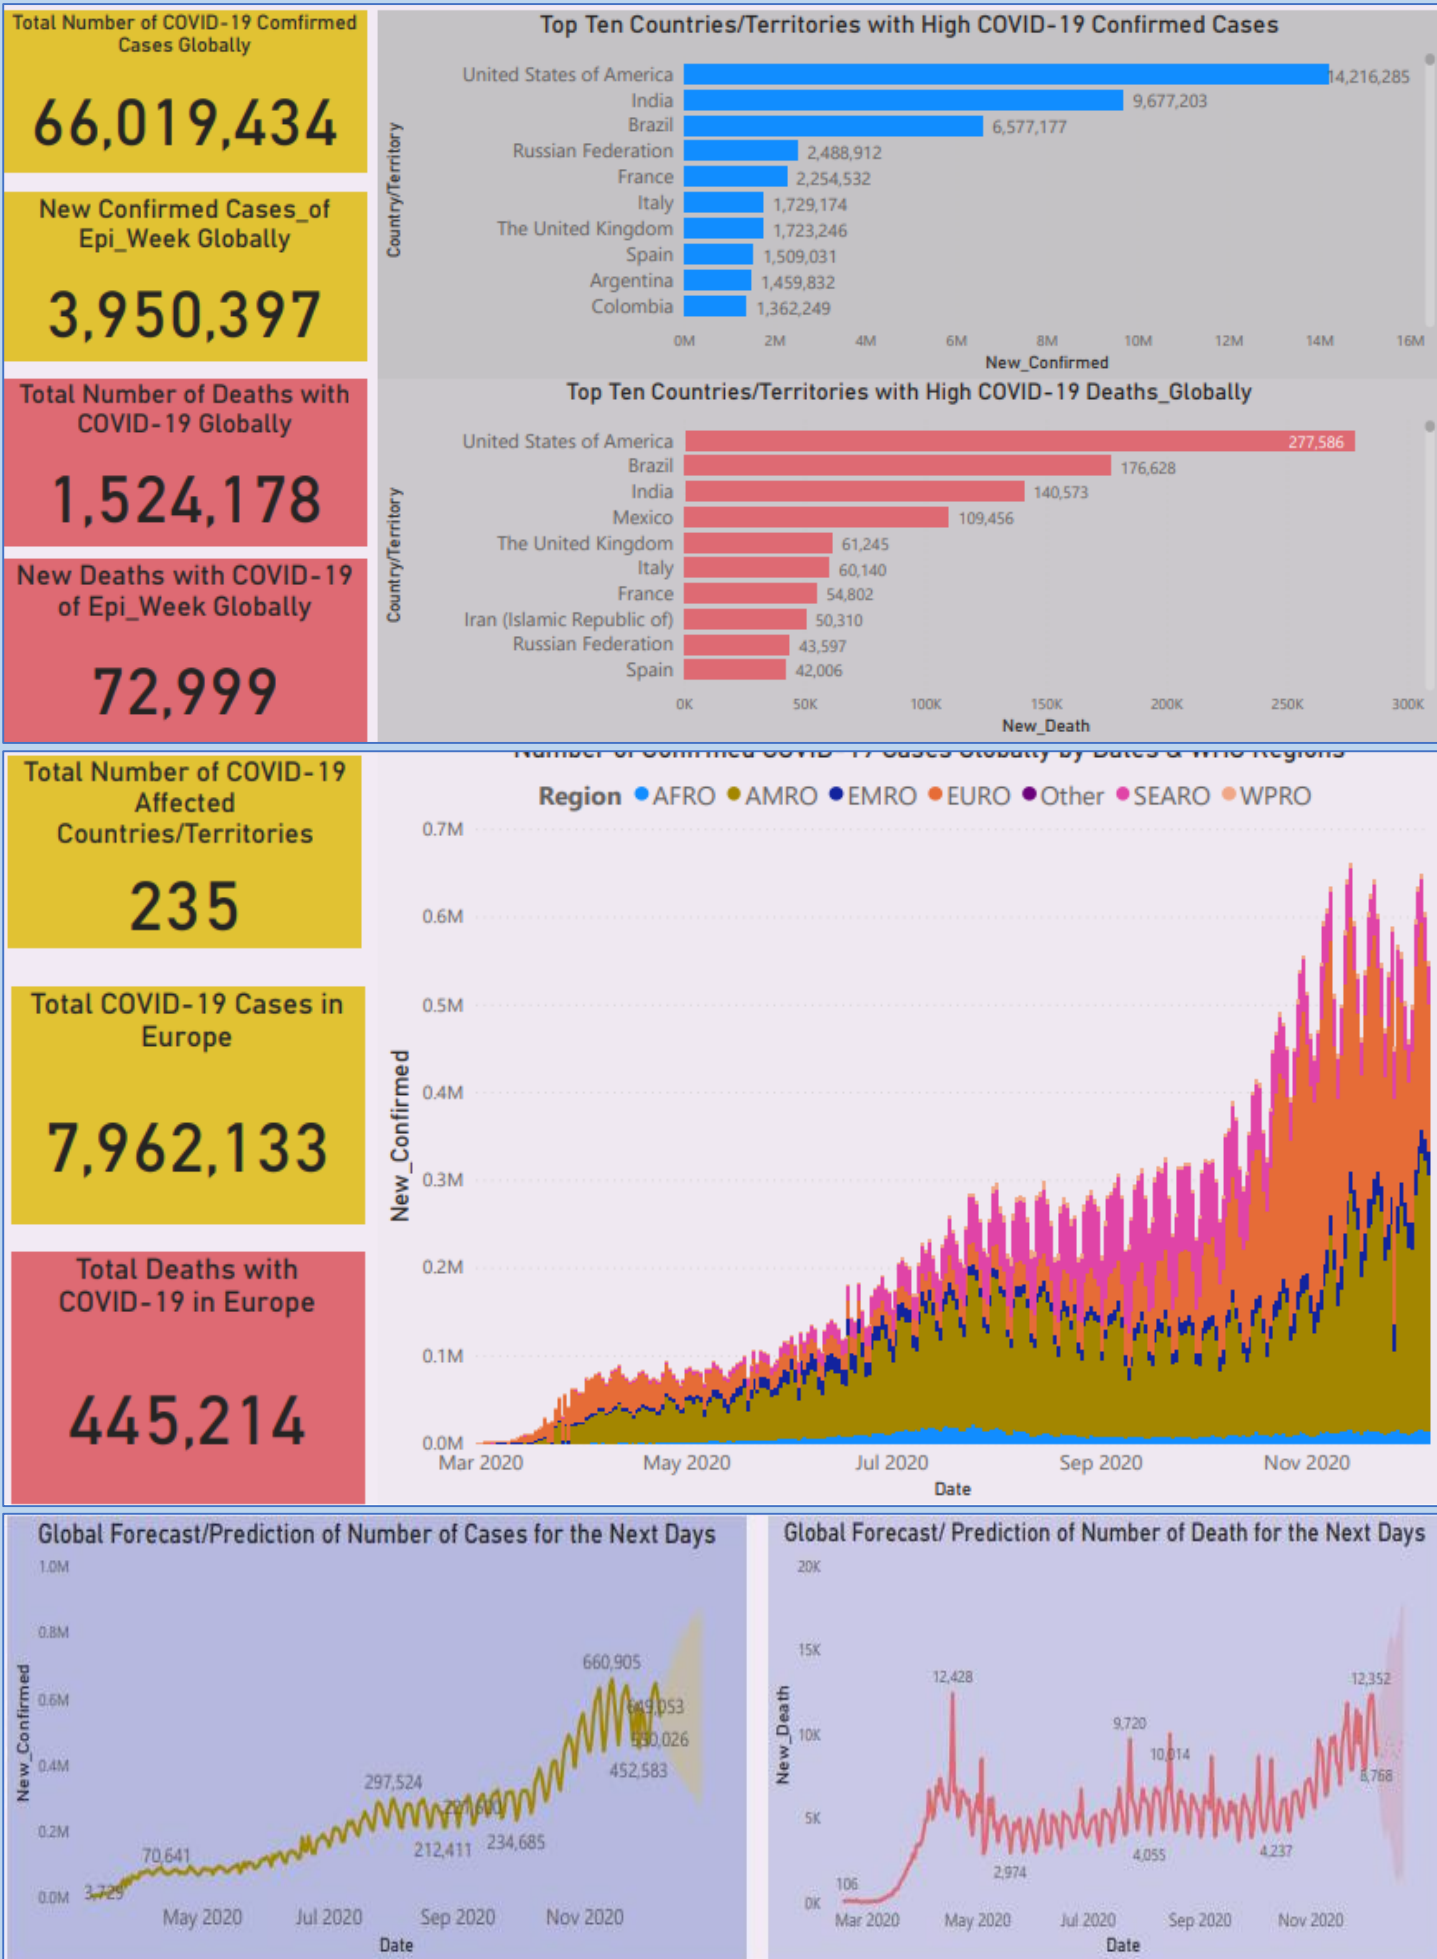 Total Number of COVID-19 Comfirmed
Cases Globally
66,019,434
New Confirmed Cases_of
Epi_Week Globally
3,950,397
Total Number of Deaths with
COVID-19 Globally
1,524,178
New Deaths with COVID-19
of Epi_Week Globally
72,999
Top Ten Countries/Territories with High COVID-19 Confirmed Cases
Country/Territory
United States of America 14,216,285
India 9,677,203
Brazil 6,577,177
Russian Federation 2,488,912
France 2,254,532
Italy 1,729,174
The United Kingdom 1,723,246
Spain 1,509,031
Argentina 1,459,832
Colombia 1,362,249
0M 2M 4M 6M 8M 10M 12M 14M 16M
New_Confirmed
Top Ten Countries/Territories with High COVID-19 Deaths_Globally
Country/Territory
United States of America 277,586
Brazil 176,628
India 140,573
Mexico 109,456
The United Kingdom 61,245
Italy 60,140
France 54,802
Iran (Islamic Republic of) 50,310
Russian Federation 43,597
Spain 42,006
0K 50K 100K 150K 200K 250K 300K
New_Death
Total Number of COVID-19
Affected
Countries/Territories
235
Total COVID-19 Cases in
Europe
7,962,133
Total Deaths with
COVID-19 in Europe
445,214
Number of Confirmed COVID-19 Cases Globally by Dates & WHO Regions
Region AFRO AMRO EMRO EURO Other SEARO WPRO
New_Confirmed
0.7M
0.6M
0.5M
0.4M
0.3M
0.2M
0.1M
0.0M
Mar 2020 May 2020 Jul 2020 Sep 2020 Nov 2020
Date
Global Forecast/Prediction of Number of Cases for the Next Days
New_Confirmed
1.0M
0.8M
0.6M
0.4M
0.2M
0.0M
660,905
649,053
452,583
297,524
212,411
234,685
70,641
3,729
May 2020 Jul 2020 Sep 2020 Nov 2020
Date
Global Forecast/ Prediction of Number of Death for the Next Days
New_Death
20K
15K
10K
5K
0K
12,428
12,352
9,720
10,014
8,768
4,055
4,237
2,974
106
Mar 2020 May 2020 Jul 2020 Sep 2020 Nov 2020
Date